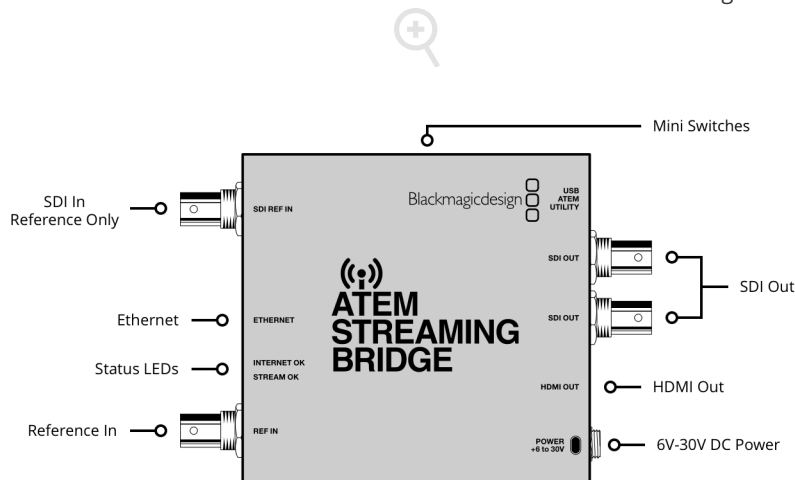 Mini Switches
SDI In
Reference Only
SDI REF IN
Blackmagicdesign
USB
ATEM
UTILITY
SDI OUT
SDI Out
Ethernet
ETHERNET
ATEM
STREAMING
BRIDGE
SDI OUT
Status LEDs
INTERNET OK
STREAM OK
HDMI OUT
HDMI Out
Reference In
REF IN
POWER
+6 to 30V
6V-30V DC Power